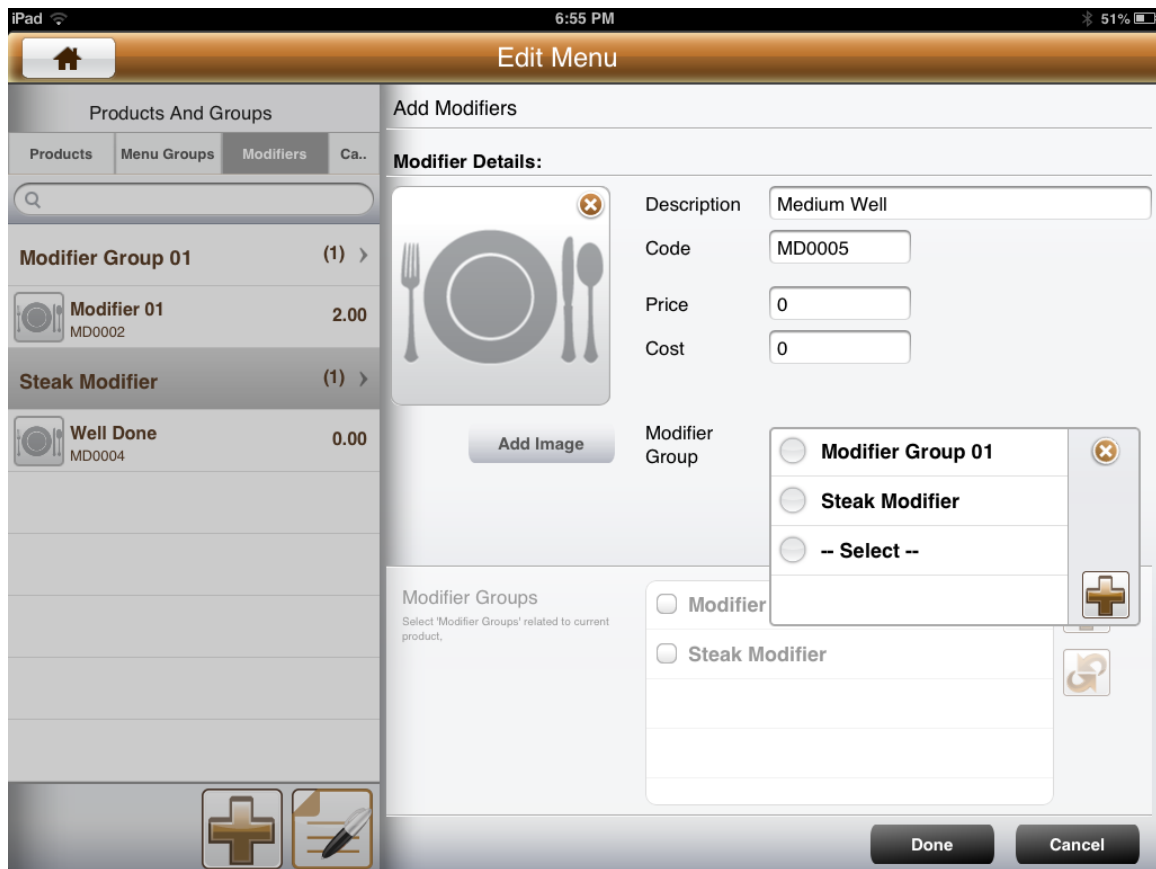 iPad 6:55 PM 51%
Edit Menu
Products And Groups
Products Menu Groups Modifiers Ca..
Modifier Group 01 (1)
Modifier 01 2.00
MD0002
Steak Modifier (1)
Well Done 0.00
MD0004
Add Modifiers
Modifier Details:
Description Medium Well
Code MD0005
Price 0
Cost 0
Add Image
Modifier
Group
Modifier Group 01
Steak Modifier
-- Select --
Modifier Groups
Select 'Modifier Groups' related to current
product,
Modifier
Steak Modifier
Done Cancel